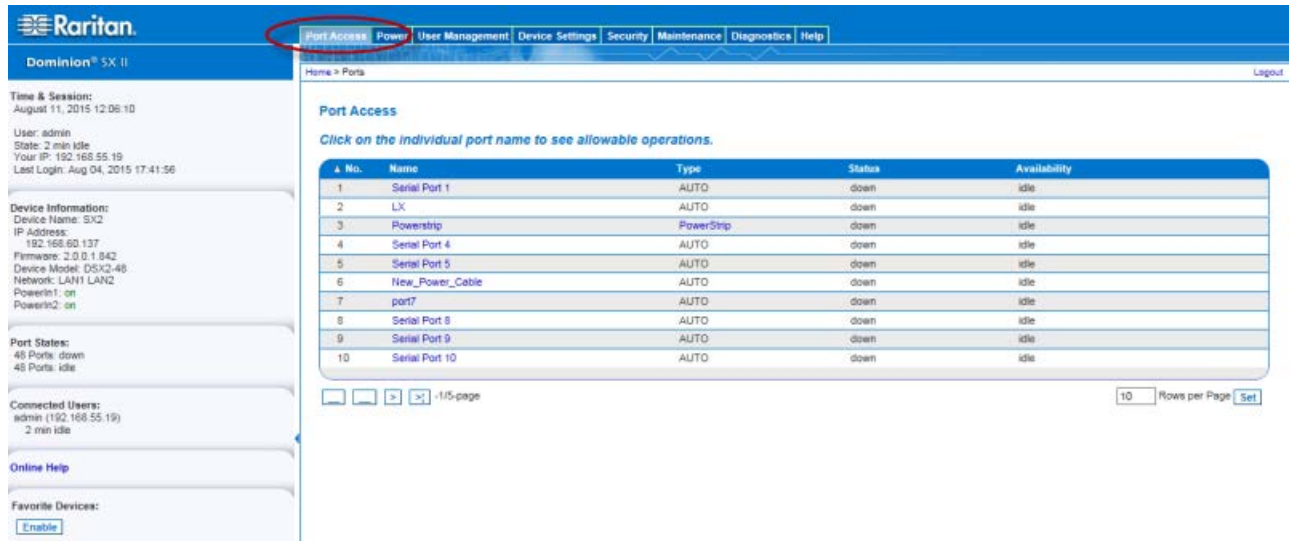 Raritan.
Dominion® SX II
Port Access Power User Management Device Settings Security Maintenance Diagnostics Help
Home > Ports Logout
Time & Session:
August 11, 2015 12:06:10
User: admin
State: 2 min idle
Your IP: 192.168.55.19
Last Login: Aug 04, 2015 17:41:56
Device Information:
Device Name: SX2
IP Address:
192.168.60.137
Firmware: 2.0.0.1.842
Device Model: DSX2-48
Network: LAN1 LAN2
PowerIn1: on
PowerIn2: on
Port States:
48 Ports: down
48 Ports: idle
Connected Users:
admin (192.168.55.19)
2 min idle
Online Help
Favorite Devices:
Enable
Port Access
Click on the individual port name to see allowable operations.
▲ No. Name Type Status Availability
1 Serial Port 1 AUTO down idle
2 LX AUTO down idle
3 Powerstrip PowerStrip down idle
4 Serial Port 4 AUTO down idle
5 Serial Port 5 AUTO down idle
6 New_Power_Cable AUTO down idle
7 port7 AUTO down idle
8 Serial Port 8 AUTO down idle
9 Serial Port 9 AUTO down idle
10 Serial Port 10 AUTO down idle
> >¦ -1/5-page 10 Rows per Page Set